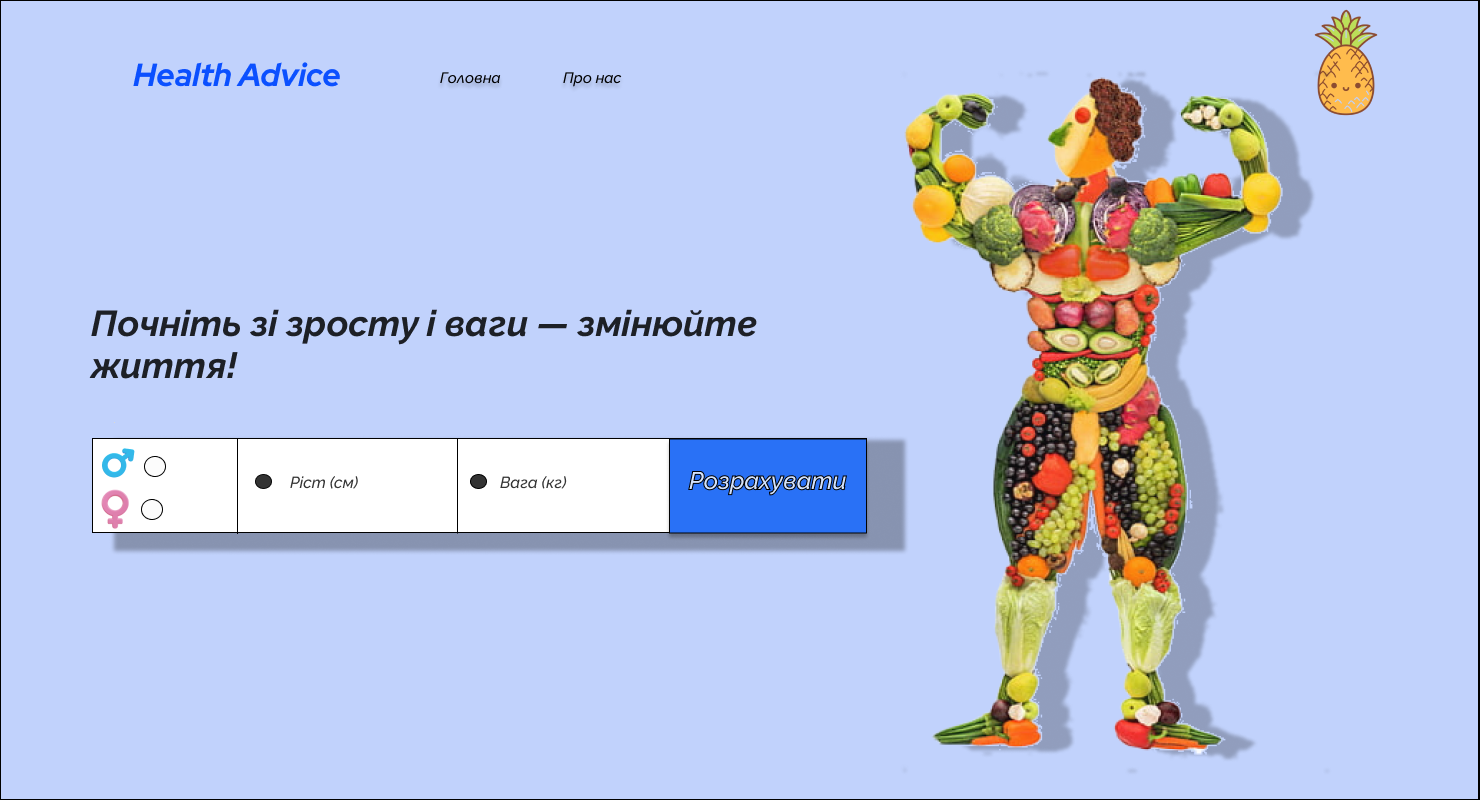 Health Advice
Головна
Про нас
Почніть зі зросту і ваги — змінюйте
життя!
Ріст (см)
Вага (кг)
Розрахувати